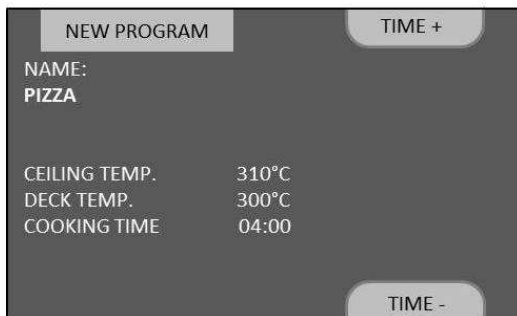 NEW PROGRAM
TIME +
NAME:
PIZZA
CEILING TEMP. 310°C
DECK TEMP. 300°C
COOKING TIME 04:00
TIME -